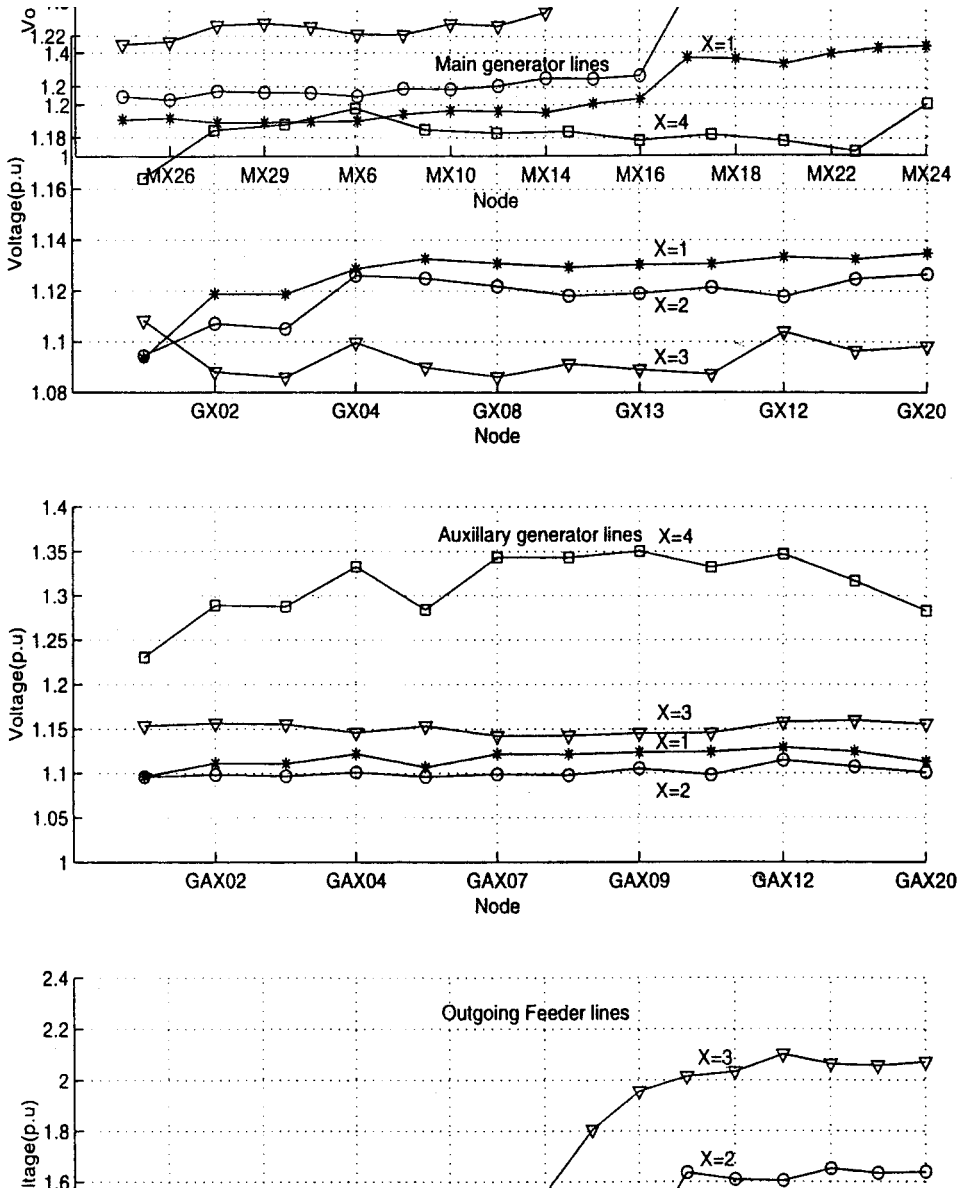 Vo
1.22
1.4
Main generator lines
X=1
1.2
1.2
X=4
1.18
1
MX26 MX29 MX6 MX10 MX14 MX16 MX18 MX22 MX24
1.16
Node
Voltage(p.u)
1.14
X=1
1.12
X=2
1.1
X=3
1.08
GX02 GX04 GX08 GX13 GX12 GX20
Node
1.4
Auxillary generator lines X=4
1.35
1.3
1.25
Voltage(p.u)
1.2
X=3
1.15
X=1
1.1
X=2
1.05
1
GAX02 GAX04 GAX07 GAX09 GAX12 GAX20
Node
2.4
Outgoing Feeder lines
2.2
X=3
2
ltage(p.u)
1.8
X=2
1.6